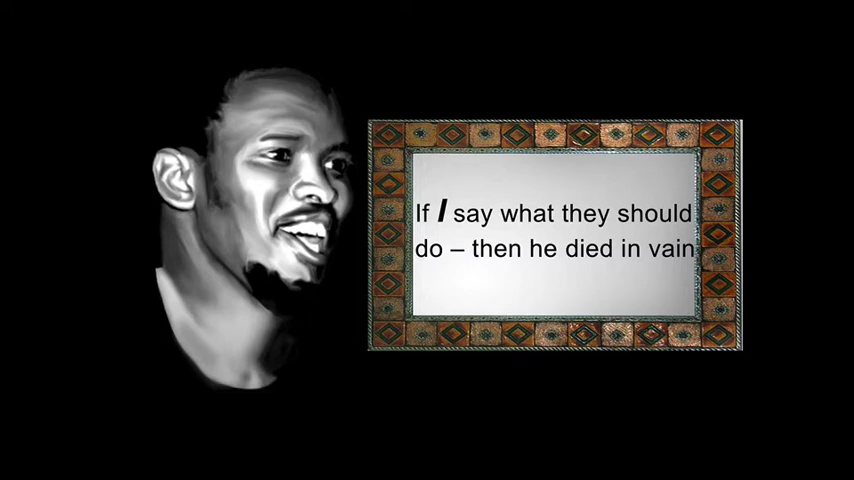 If I say what they should
do – then he died in vain